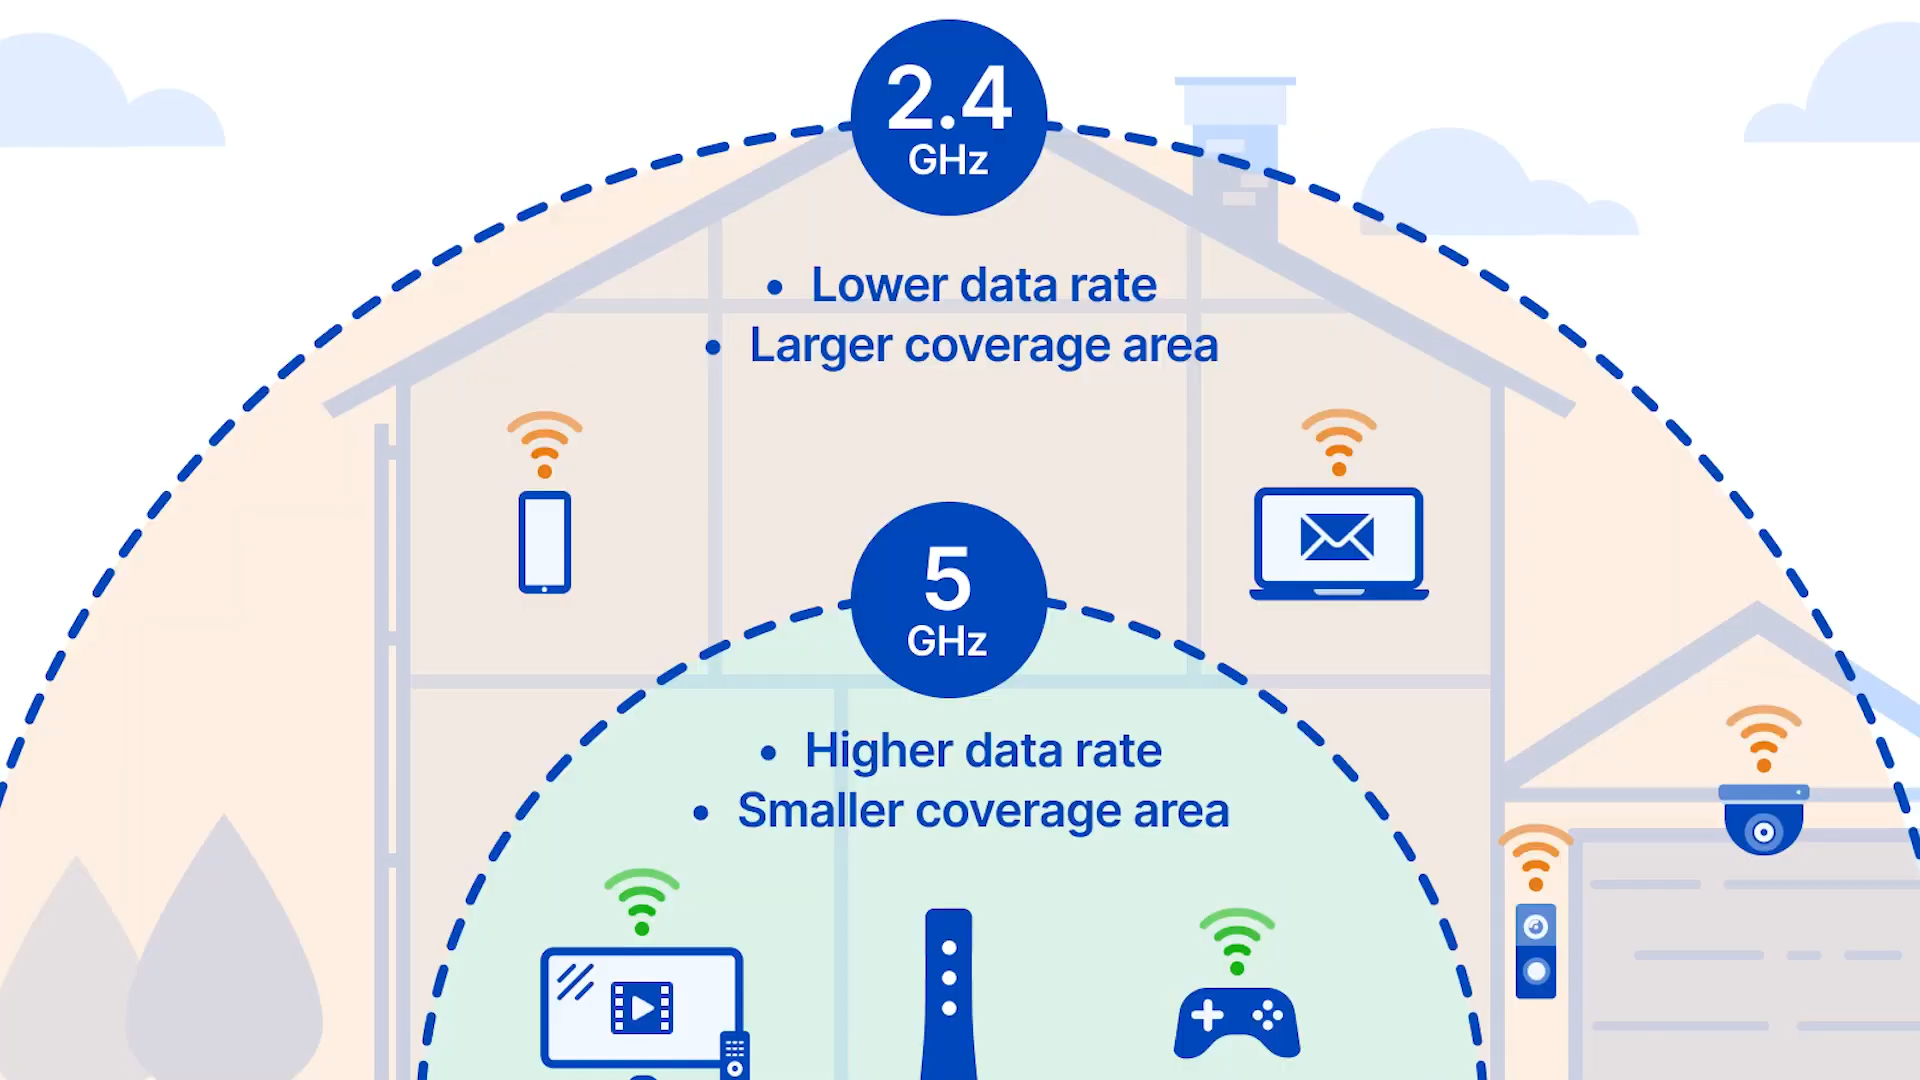 2.4
GHz
• Lower data rate
• Larger coverage area
5
GHz
• Higher data rate
• Smaller coverage area